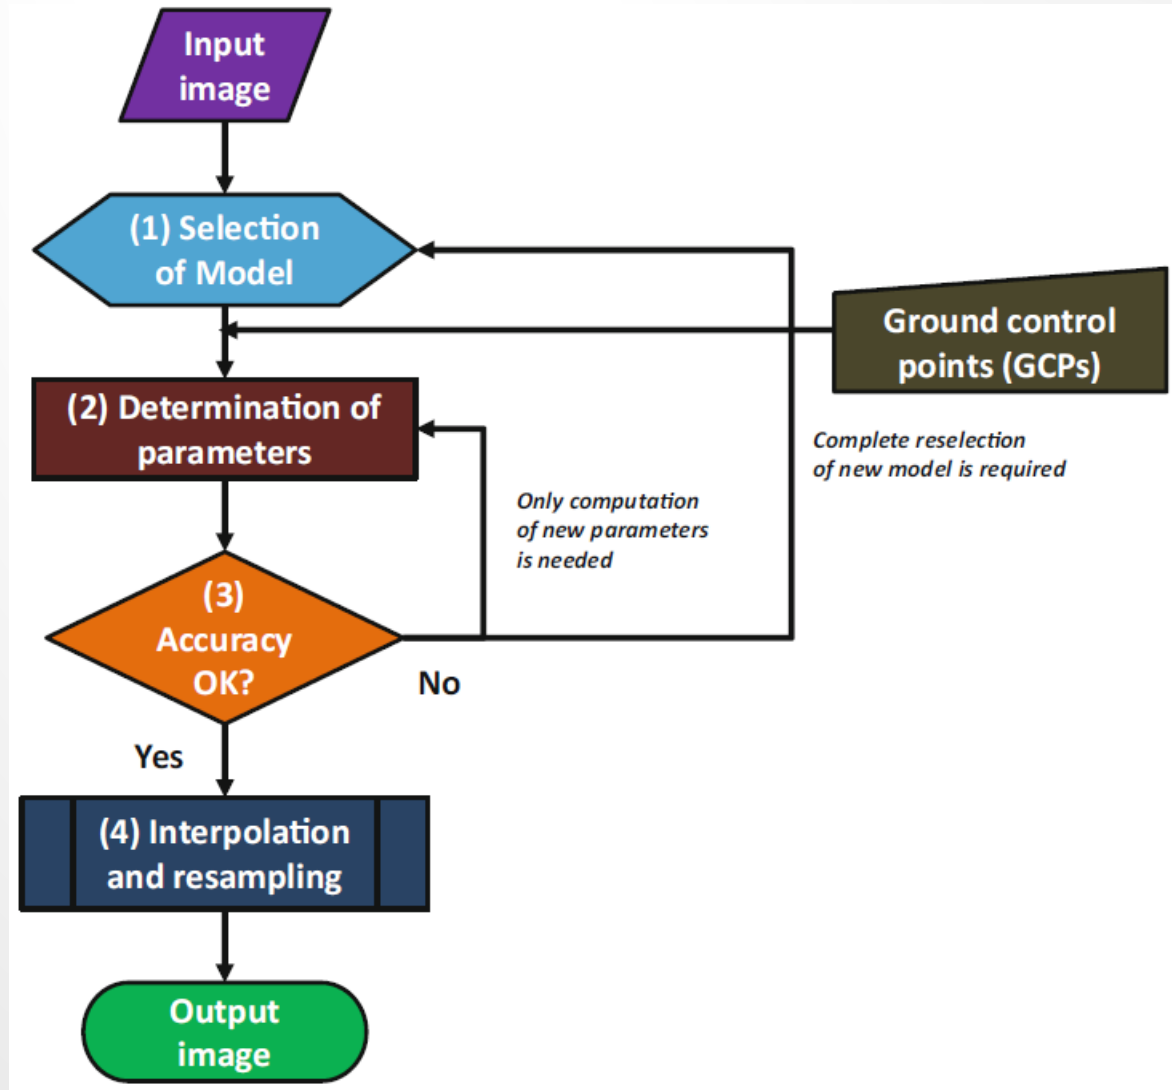 Input
image
(1) Selection
of Model
Ground control
points (GCPs)
(2) Determination of
parameters
Complete reselection
of new model is required
Only computation
of new parameters
is needed
(3)
Accuracy
OK?
No
Yes
(4) Interpolation
and resampling
Output
image